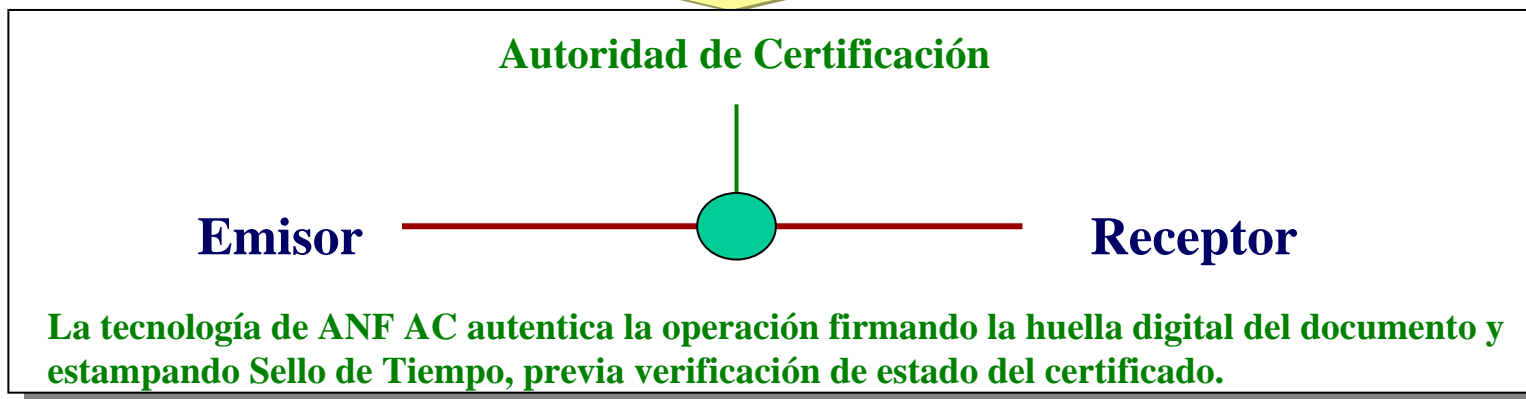 Autoridad de Certificación
Emisor Receptor
La tecnología de ANF AC autentica la operación firmando la huella digital del documento y
estampando Sello de Tiempo, previa verificación de estado del certificado.